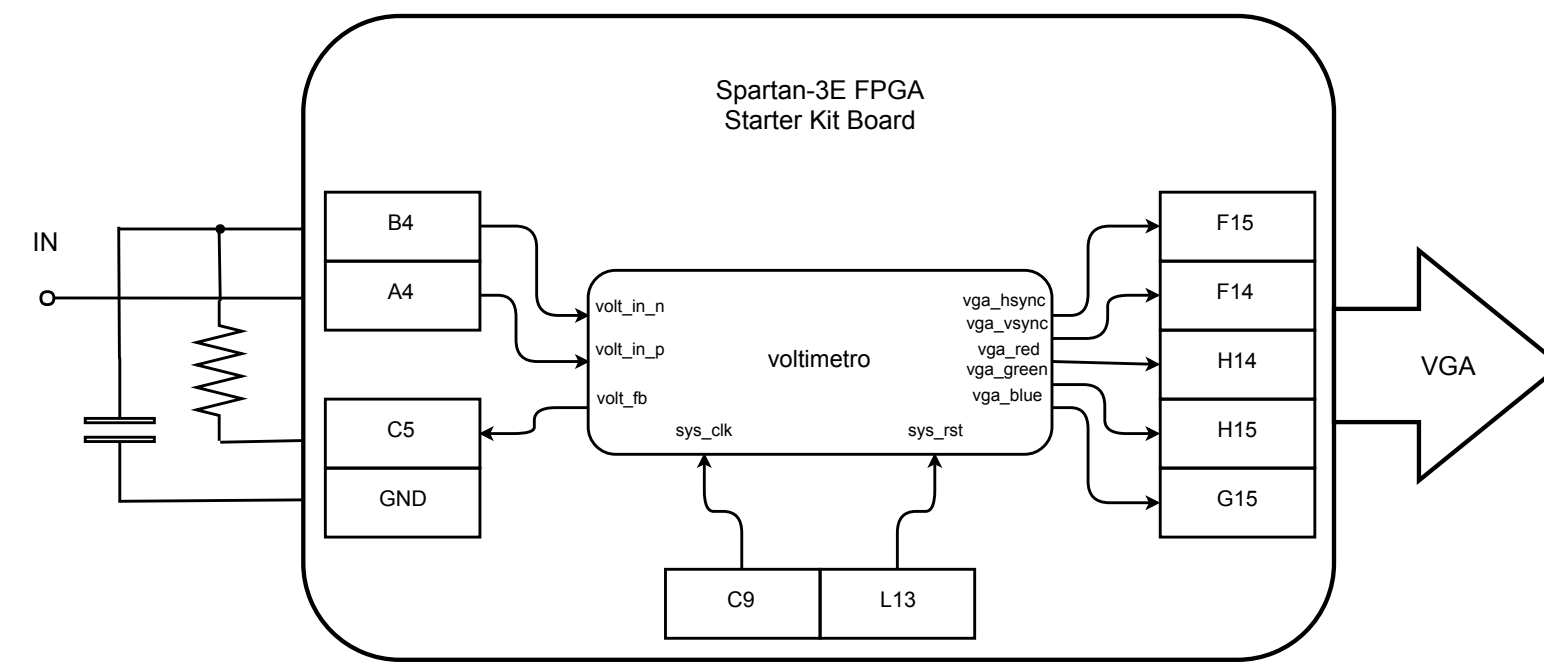 Spartan-3E FPGA
Starter Kit Board
IN
B4
A4
C5
GND
volt_in_n
volt_in_p
volt_fb
voltimetro
sys_clk
sys_rst
vga_hsync
vga_vsync
vga_red
vga_green
vga_blue
F15
F14
H14
H15
G15
C9
L13
VGA